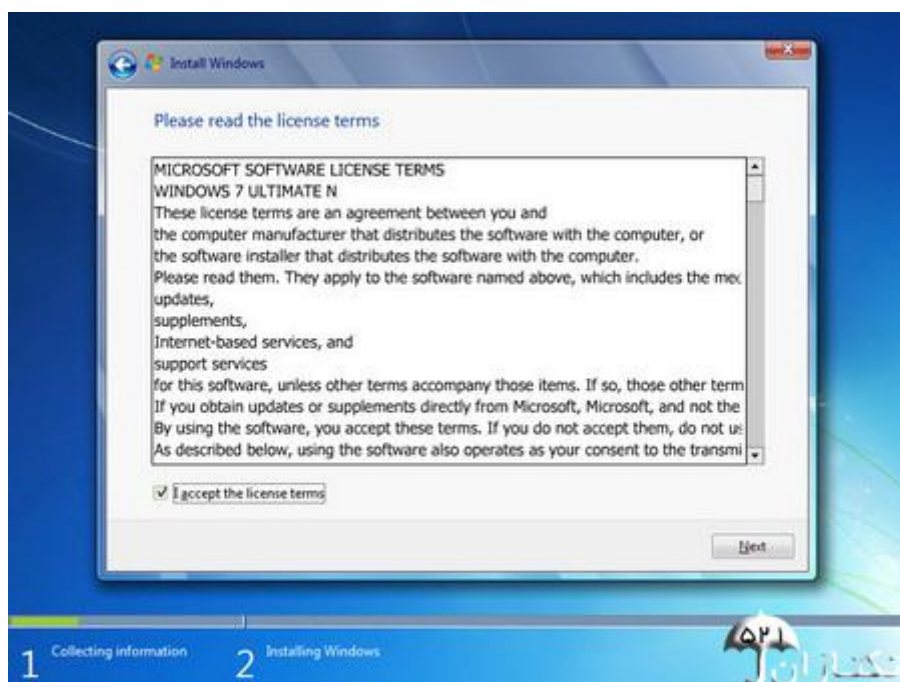 Install Windows
Please read the license terms
MICROSOFT SOFTWARE LICENSE TERMS
WINDOWS 7 ULTIMATE N
These license terms are an agreement between you and
the computer manufacturer that distributes the software with the computer, or
the software installer that distributes the software with the computer.
Please read them. They apply to the software named above, which includes the
updates,
supplements,
Internet-based services, and
support services
for this software, unless other terms accompany those items. If so, those other term
If you obtain updates or supplements directly from Microsoft, Microsoft, and not the
By using the software, you accept these terms. If you do not accept them, do not
As described below, using the software also operates as your consent to the transmi
I accept the license terms
Next
1 Collecting information 2 Installing Windows
۵۲۱